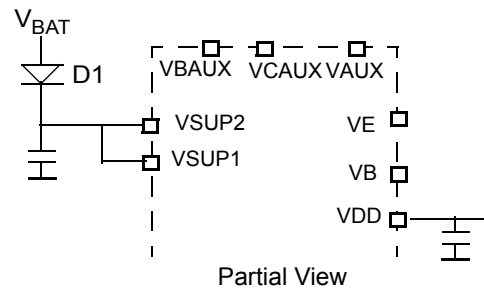 VBAT
D1
VBAUX VCAUX VAUX
VSUP2
VE
VSUP1
VB
VDD
Partial View